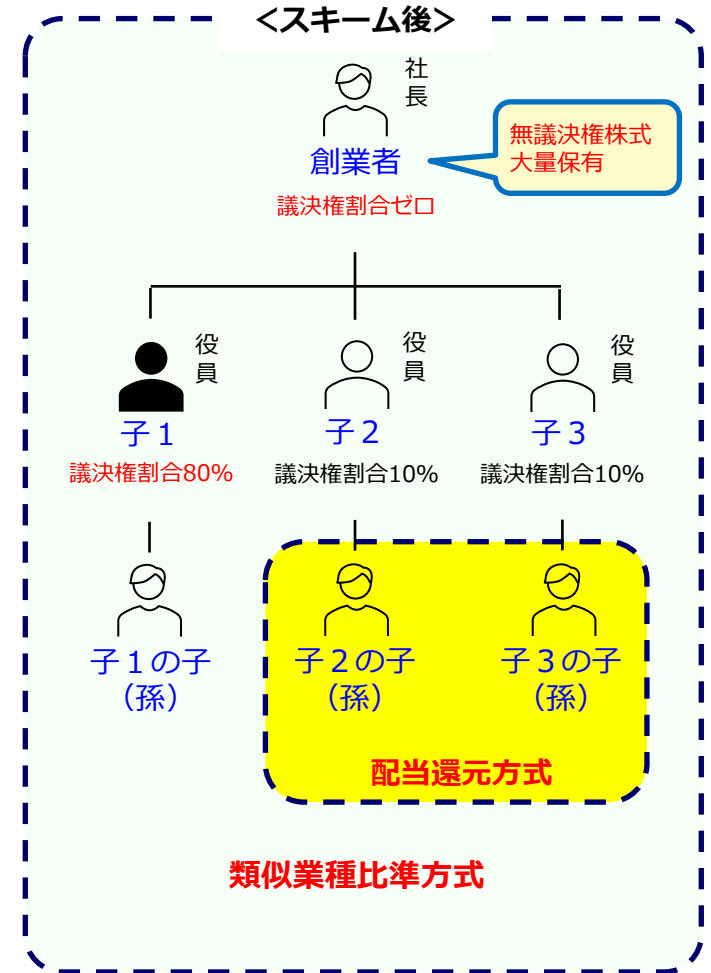 ＜スキーム後＞
社長
創業者
無議決権株式
大量保有
議決権割合ゼロ
役員
役員
役員
子１
子２
子３
議決権割合80%
議決権割合10%
議決権割合10%
子１の子
（孫）
子２の子
（孫）
子３の子
（孫）
配当還元方式
類似業種比準方式